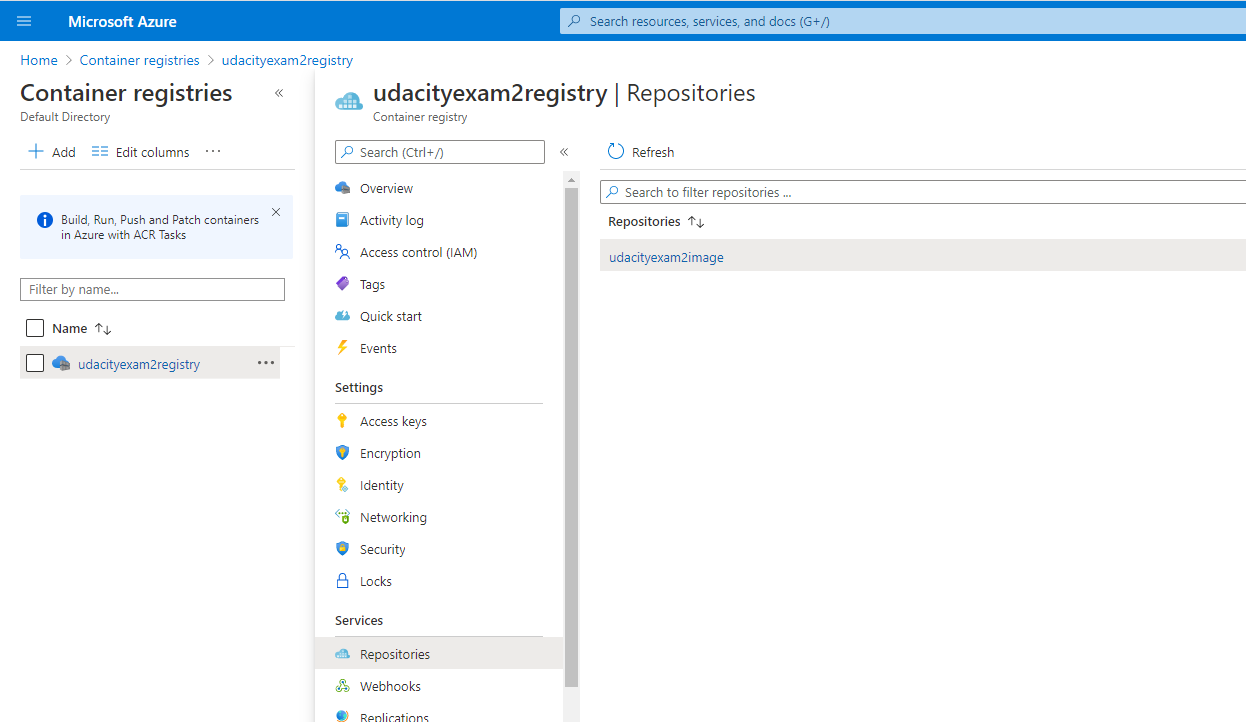 Microsoft Azure
Search resources, services, and docs (G+/)
Home > Container registries > udacityexam2registry
Container registries «
Default Directory
+ Add Edit columns ...
Build, Run, Push and Patch containers
in Azure with ACR Tasks
Filter by name...
Name ↑↓
udacityexam2registry ...
udacityexam2registry | Repositories
Container registry
Search (Ctrl+/) «
Overview
Activity log
Access control (IAM)
Tags
Quick start
Events
Settings
Access keys
Encryption
Identity
Networking
Security
Locks
Services
Repositories
Webhooks
Replications
Refresh
Search to filter repositories ...
Repositories ↑↓
udacityexam2image